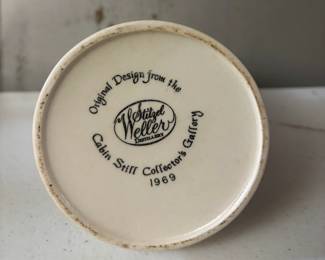 Original Design from the
Stitzel
Weller
DISTILLERY
Cabin Still Collector's Gallery
1969